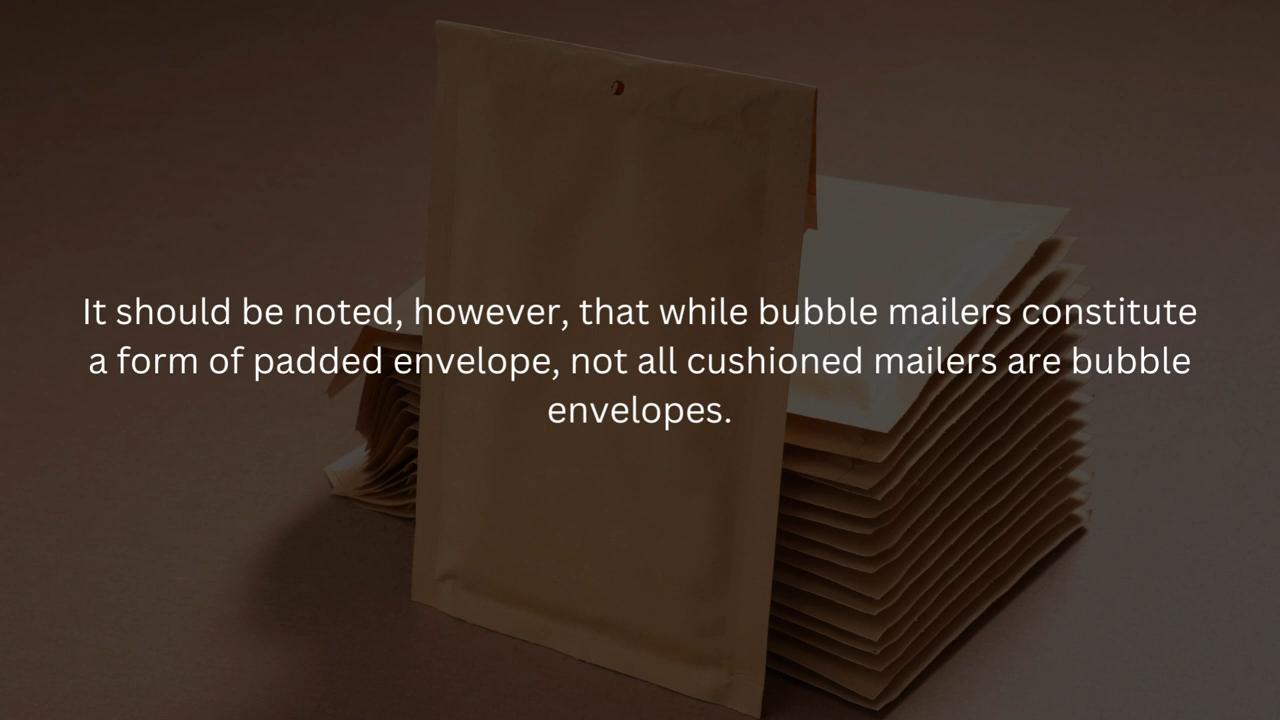 It should be noted, however, that while bubble mailers constitute
a form of padded envelope, not all cushioned mailers are bubble
envelopes.